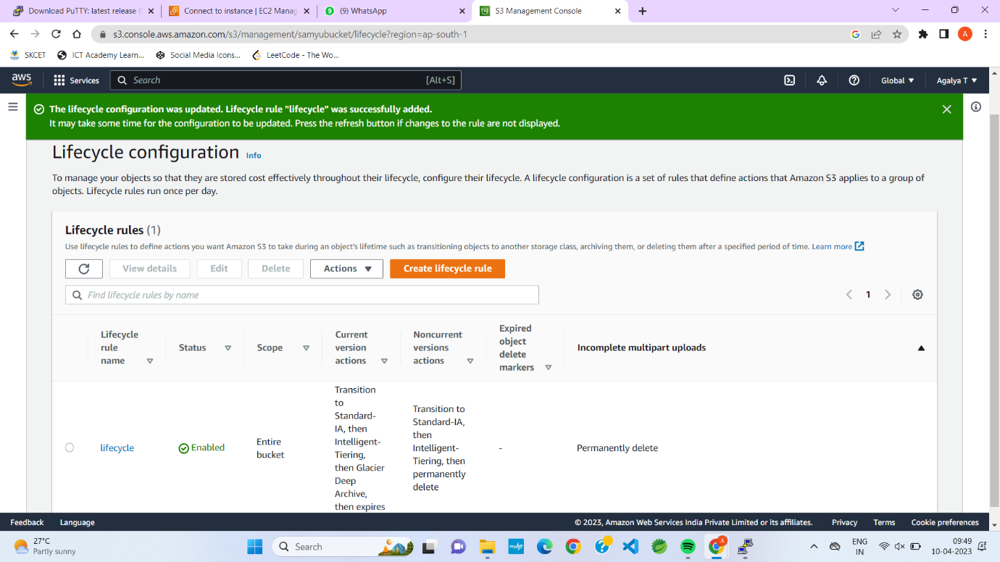 Download PuTTY: latest release (
Connect to instance | EC2 Manag
(9) WhatsApp
S3 Management Console
s3.console.aws.amazon.com/s3/management/samyubucket/lifecycle?region=ap-south-1
A
SKCET
ICT Academy Learn...
Social Media Icons...
LeetCode - The Wo...
aws
Services
Search
[Alt+S]
Global
Agalya T
The lifecycle configuration was updated. Lifecycle rule "lifecycle" was successfully added.
It may take some time for the configuration to be updated. Press the refresh button if changes to the rule are not displayed.
Lifecycle configuration Info
To manage your objects so that they are stored cost effectively throughout their lifecycle, configure their lifecycle. A lifecycle configuration is a set of rules that define actions that Amazon S3 applies to a group of
objects. Lifecycle rules run once per day.
Lifecycle rules (1)
Use lifecycle rules to define actions you want Amazon S3 to take during an object's lifetime such as transitioning objects to another storage class, archiving them, or deleting them after a specified period of time. Learn more
View details
Edit
Delete
Actions
Create lifecycle rule
Find lifecycle rules by name
1
Lifecycle
rule
name
Status
Scope
Current
version
actions
Noncurrent
versions
actions
Expired
object
delete
markers
Incomplete multipart uploads
lifecycle
Enabled
Entire
bucket
Transition
to
Standard-
IA, then
Intelligent-
Tiering,
then Glacier
Deep
Archive,
then expires
Transition to
Standard-IA,
then
Intelligent-
Tiering, then
permanently
delete
-
Permanently delete
Feedback
Language
© 2023, Amazon Web Services India Private Limited or its affiliates.
Privacy
Terms
Cookie preferences
27°C
Partly sunny
Search
ENG
IN
09:49
10-04-2023